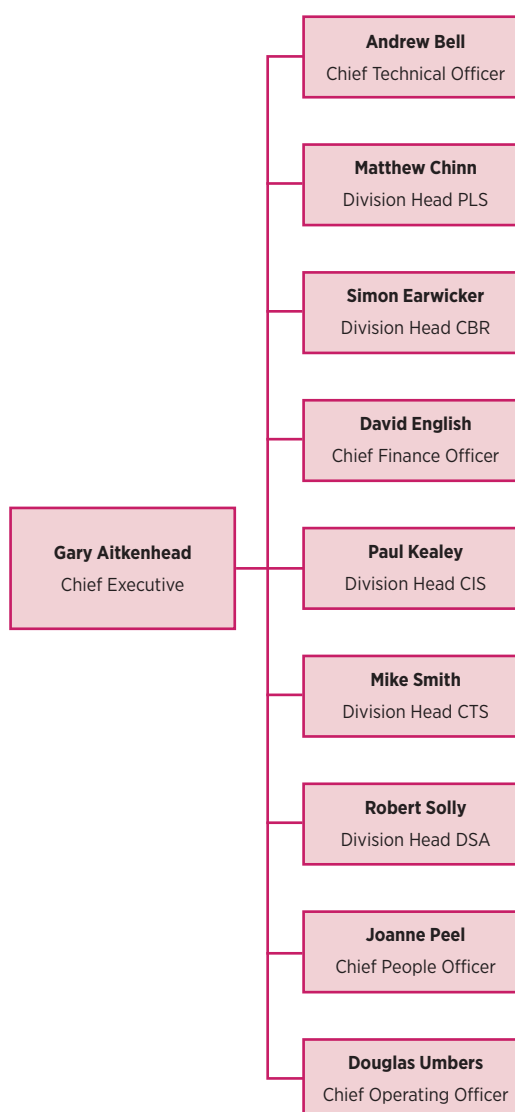 Andrew Bell
Chief Technical Officer
Matthew Chinn
Division Head PLS
Simon Earwicker
Division Head CBR
David English
Chief Finance Officer
Gary Aitkenhead
Chief Executive
Paul Kealey
Division Head CIS
Mike Smith
Division Head CTS
Robert Solly
Division Head DSA
Joanne Peel
Chief People Officer
Douglas Umbers
Chief Operating Officer